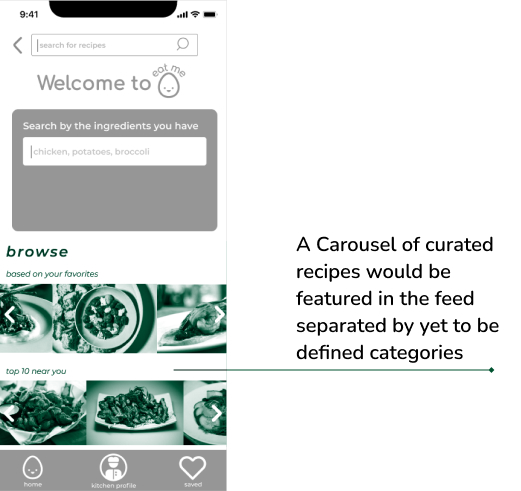 9:41
search for recipes
Welcome to eat me
Search by the ingredients you have
chicken, potatoes, broccoli
browse
based on your favorites
top 10 near you
home
kitchen profile
saved
A Carousel of curated
recipes would be
featured in the feed
separated by yet to be
defined categories